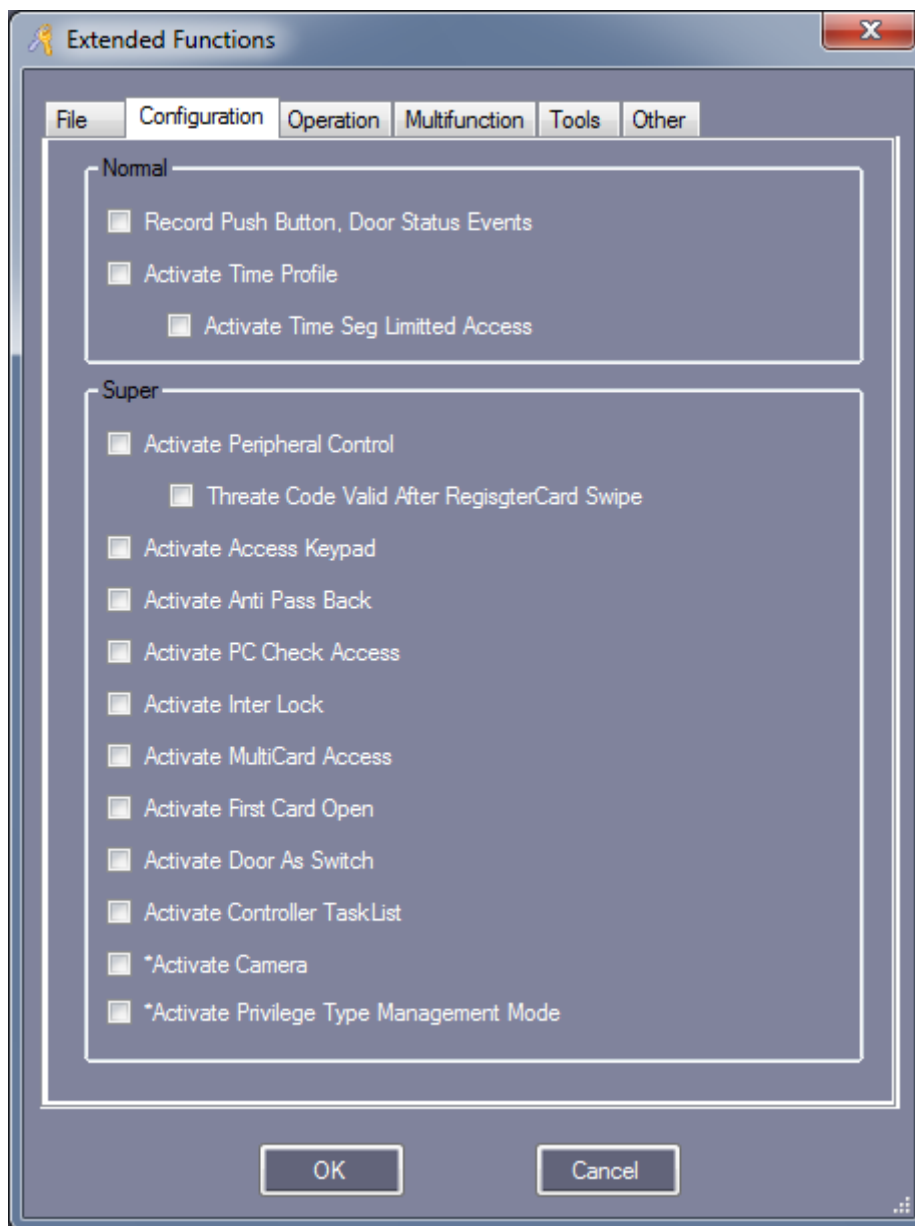 Extended Functions
File Configuration Operation Multifunction Tools Other
Normal
Record Push Button, Door Status Events
Activate Time Profile
Activate Time Seg Limitted Access
Super
Activate Peripheral Control
Threate Code Valid After RegisgterCard Swipe
Activate Access Keypad
Activate Anti Pass Back
Activate PC Check Access
Activate Inter Lock
Activate MultiCard Access
Activate First Card Open
Activate Door As Switch
Activate Controller TaskList
*Activate Camera
*Activate Privilege Type Management Mode
OK Cancel